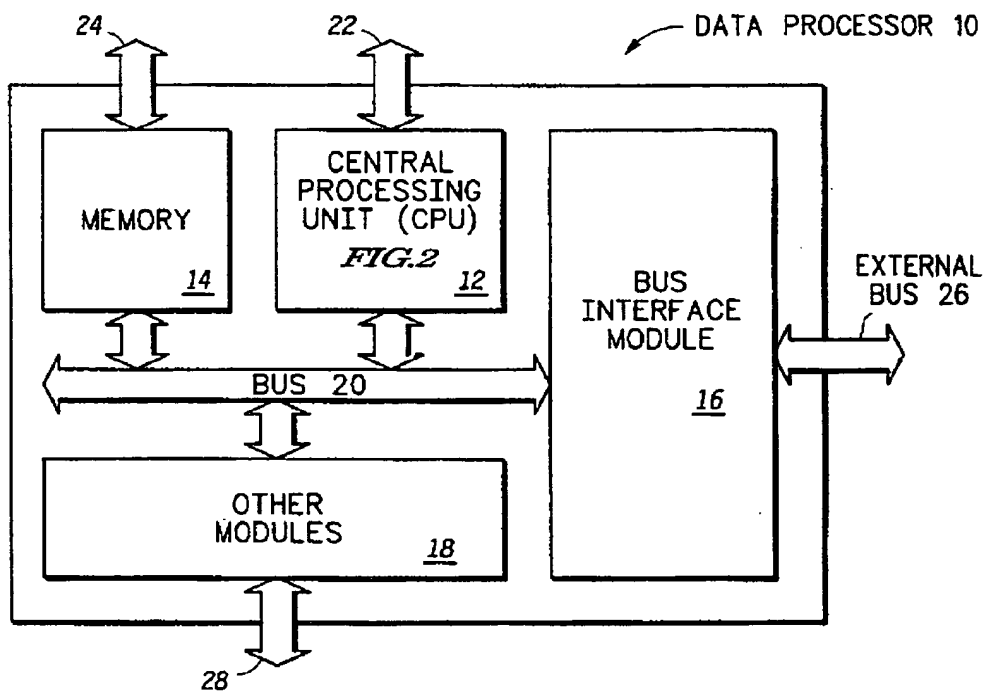 24
22
DATA PROCESSOR 10
MEMORY
14
CENTRAL
PROCESSING
UNIT (CPU)
FIG.2
12
BUS
INTERFACE
MODULE
16
EXTERNAL
BUS 26
BUS 20
OTHER
MODULES
18
28